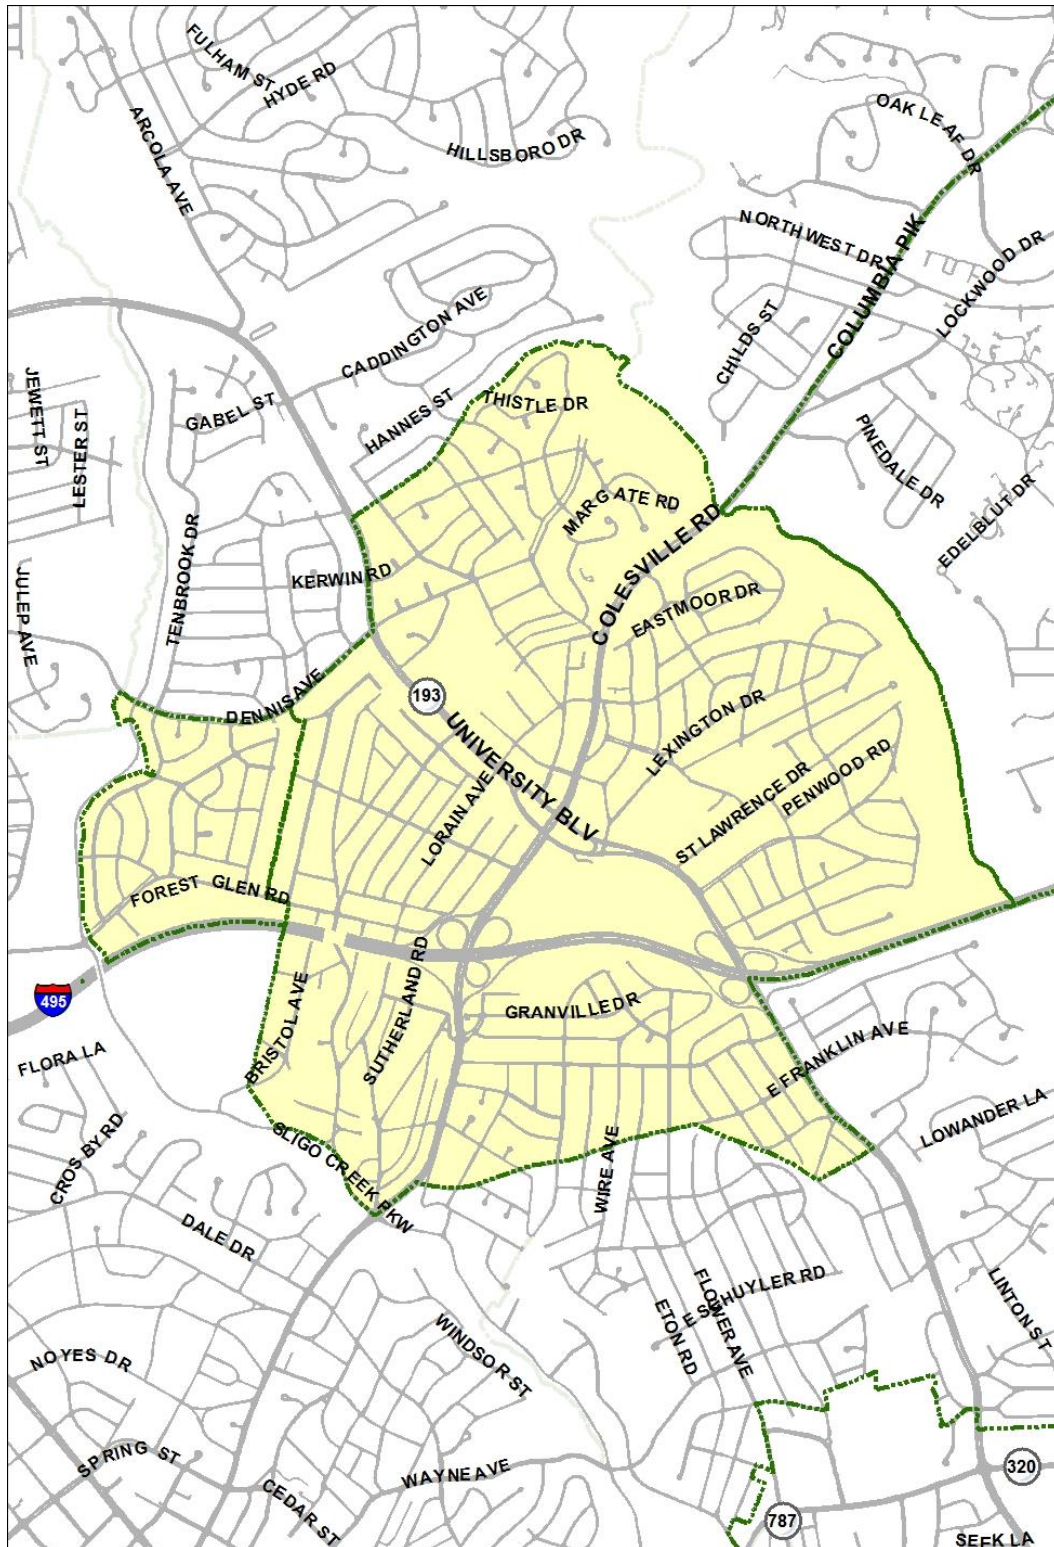 FULHAM ST
HYDE RD
ARCOLA AVE
HILLSBORO DR
OAK LEAF DR
NORTHWEST DR
COLUMBIA PIK
LOCKWOOD DR
CHILDS ST
CADDINGTON AVE
JEWETT ST
LESTER ST
GABEL ST
HANNES ST
THISTLE DR
PINEDALE DR
MARGATE RD
EDELBLUT DR
TENBROOK DR
KERWIN RD
COLESVILLE RD
EASTMOOR DR
JULEP AVE
DENNIS AVE
193
UNIVERSITY BLV
LEXINGTON DR
LORAIN AVE
ST LAWRENCE DR
PENWOOD RD
FOREST GLEN RD
SUTHERLAND RD
495
BRISTOL AVE
GRANVILLE DR
FLORA LA
E FRANKLIN AVE
LOWANDER LA
CROSBY RD
SLIGO CREEK PKW
WIRE AVE
DALE DR
E SCHUYLER RD
FLOWER AVE
ETON RD
LINTON ST
WINDSOR ST
NOYES DR
SPRING ST
WAYNE AVE
CEDAR ST
320
787
SEEK LA